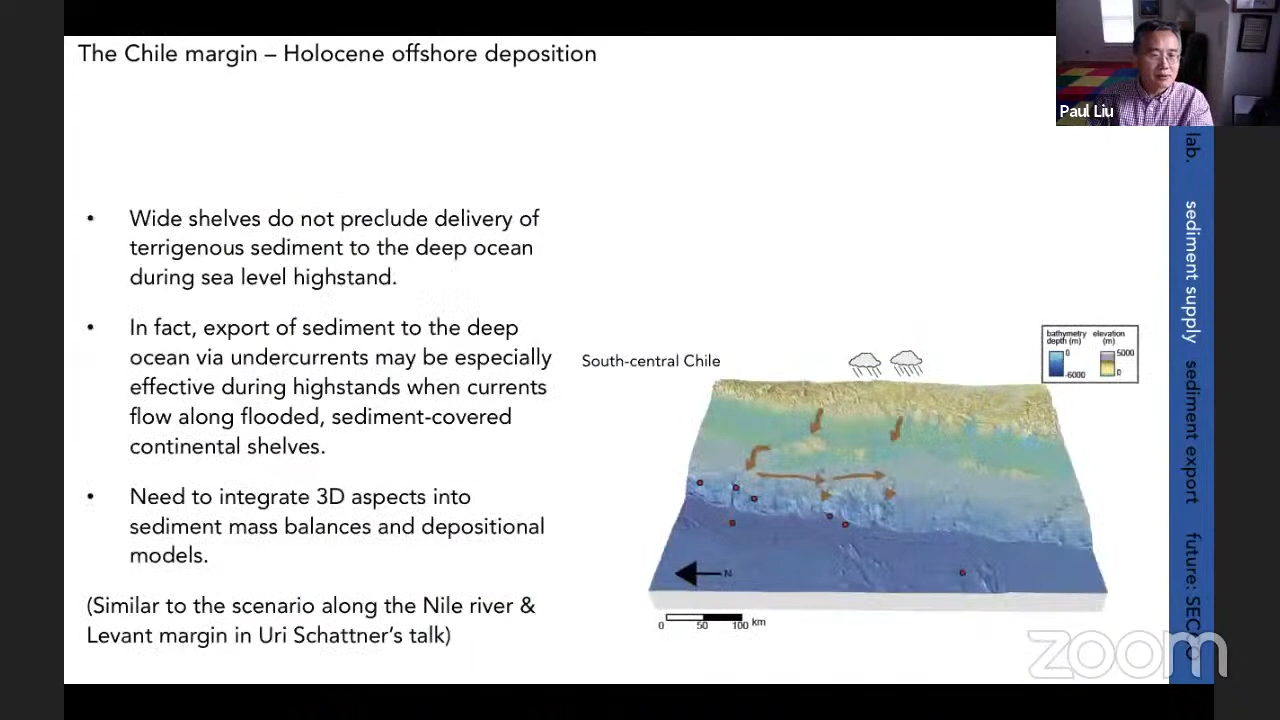 The Chile margin – Holocene offshore deposition
Paul Liu
• Wide shelves do not preclude delivery of
terrigenous sediment to the deep ocean
during sea level highstand.
• In fact, export of sediment to the deep
ocean via undercurrents may be especially
effective during highstands when currents
flow along flooded, sediment-covered
continental shelves.
• Need to integrate 3D aspects into
sediment mass balances and depositional
models.
(Similar to the scenario along the Nile river &
Levant margin in Uri Schattner’s talk)
South-central Chile
bathymetry
depth (m)
0
-6000
elevation
(m)
5000
0
N
0 50 100 km
lab. sediment supply sediment export future:
zoom